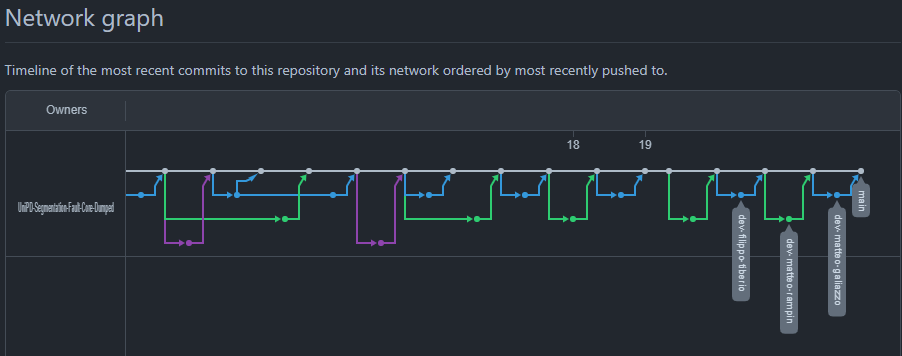 Network graph
Timeline of the most recent commits to this repository and its network ordered by most recently pushed to.
Owners
18
19
UniPD-Segmentation-Fault-Core-Dumped
main
dev-filippo-tiberio
dev-matteo-rampin
dev-matteo-galiazzo